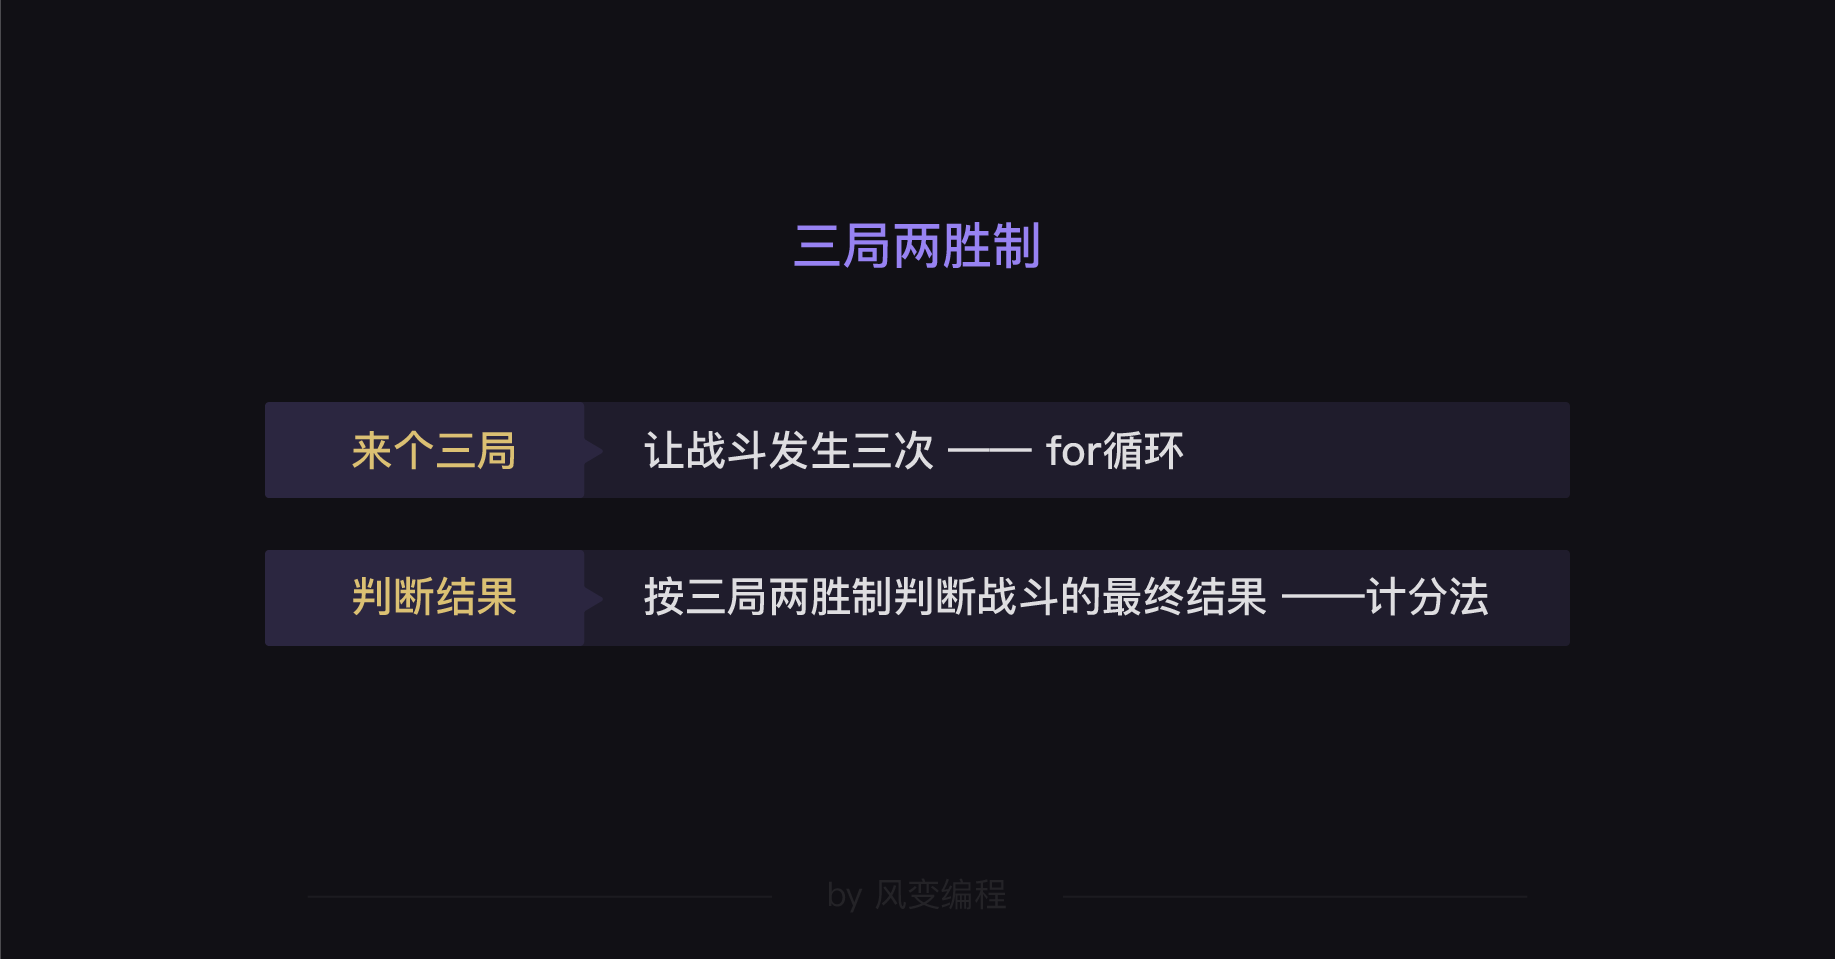 三局两胜制
来个三局
让战斗发生三次 —— for循环
判断结果
按三局两胜制判断战斗的最终结果 ——计分法
by 风变编程